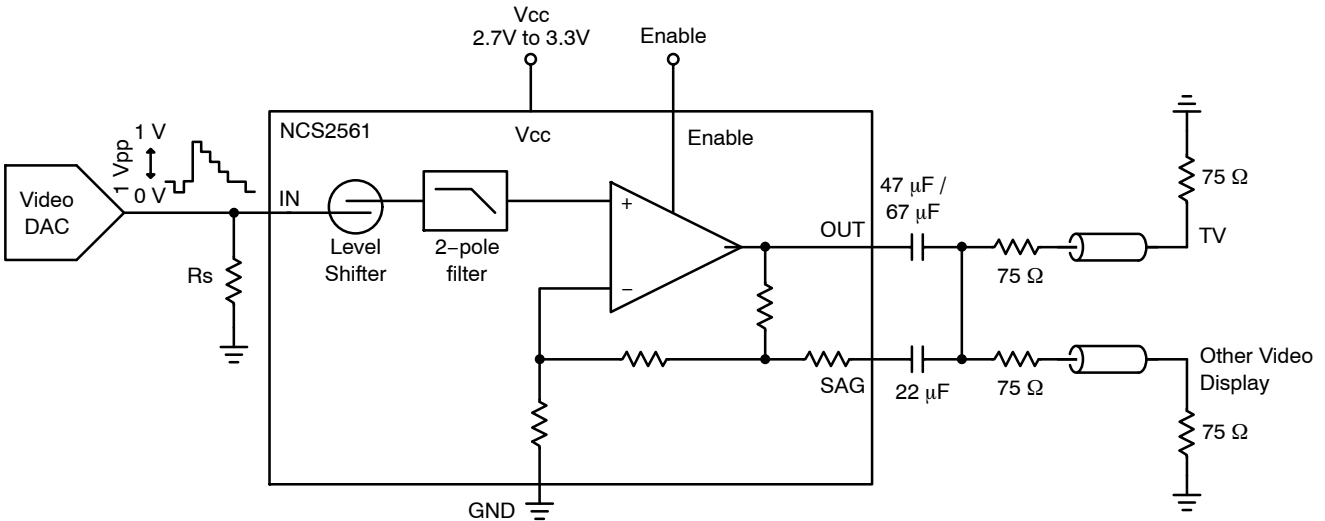 Vcc
2.7V to 3.3V
Enable
NCS2561
Vcc
Enable
1 Vpp
1 V
0 V
Video
DAC
IN
Level
Shifter
2−pole
filter
+
−
Rs
OUT
47 μF /
67 μF
75 Ω
75 Ω
TV
SAG
22 μF
75 Ω
Other Video
Display
75 Ω
GND